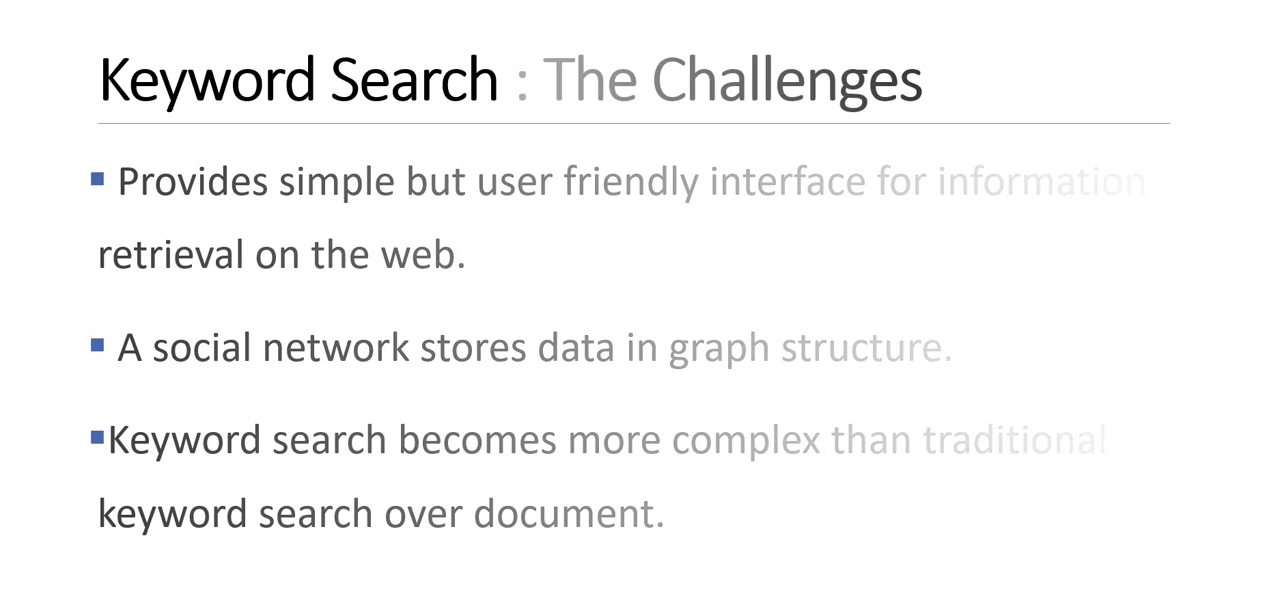 Keyword Search : The Challenges
▪ Provides simple but user friendly interface for information
retrieval on the web.
▪ A social network stores data in graph structure.
▪Keyword search becomes more complex than traditional
keyword search over document.